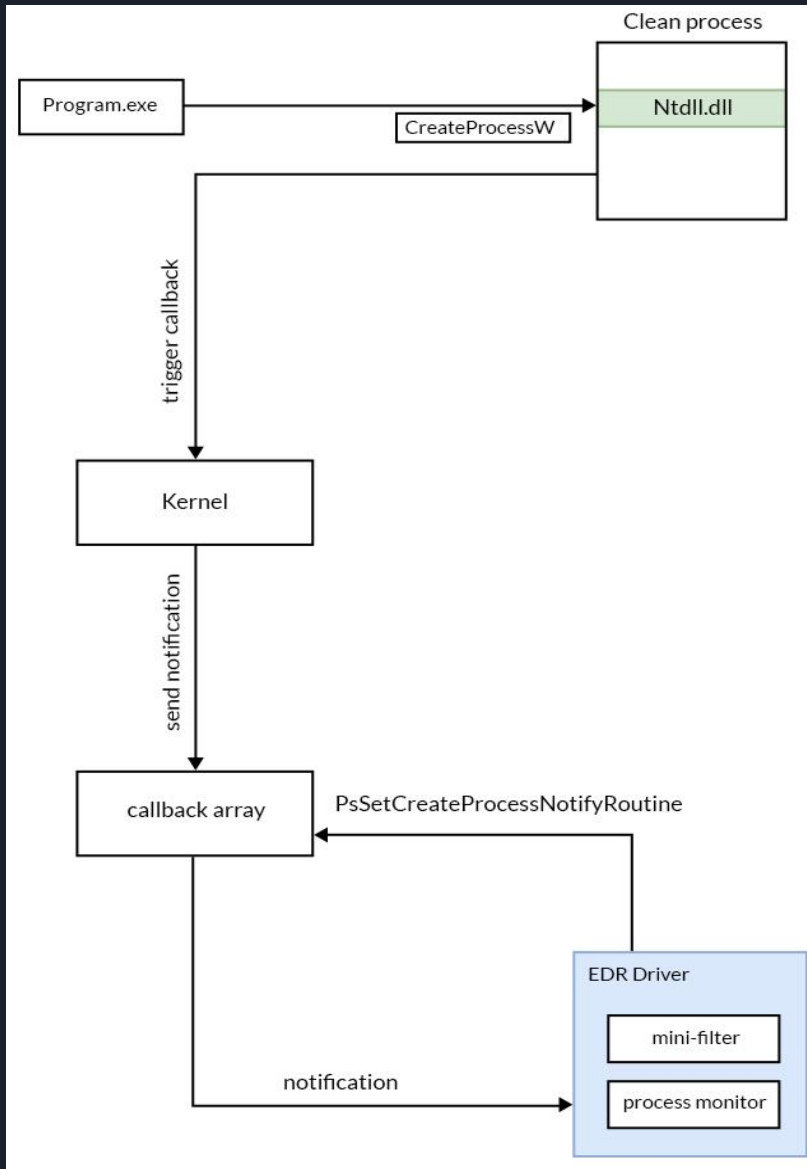 Clean process
Program.exe
Ntdll.dll
CreateProcessW
trigger callback
Kernel
send notification
callback array
PsSetCreateProcessNotifyRoutine
EDR Driver
mini-filter
process monitor
notification